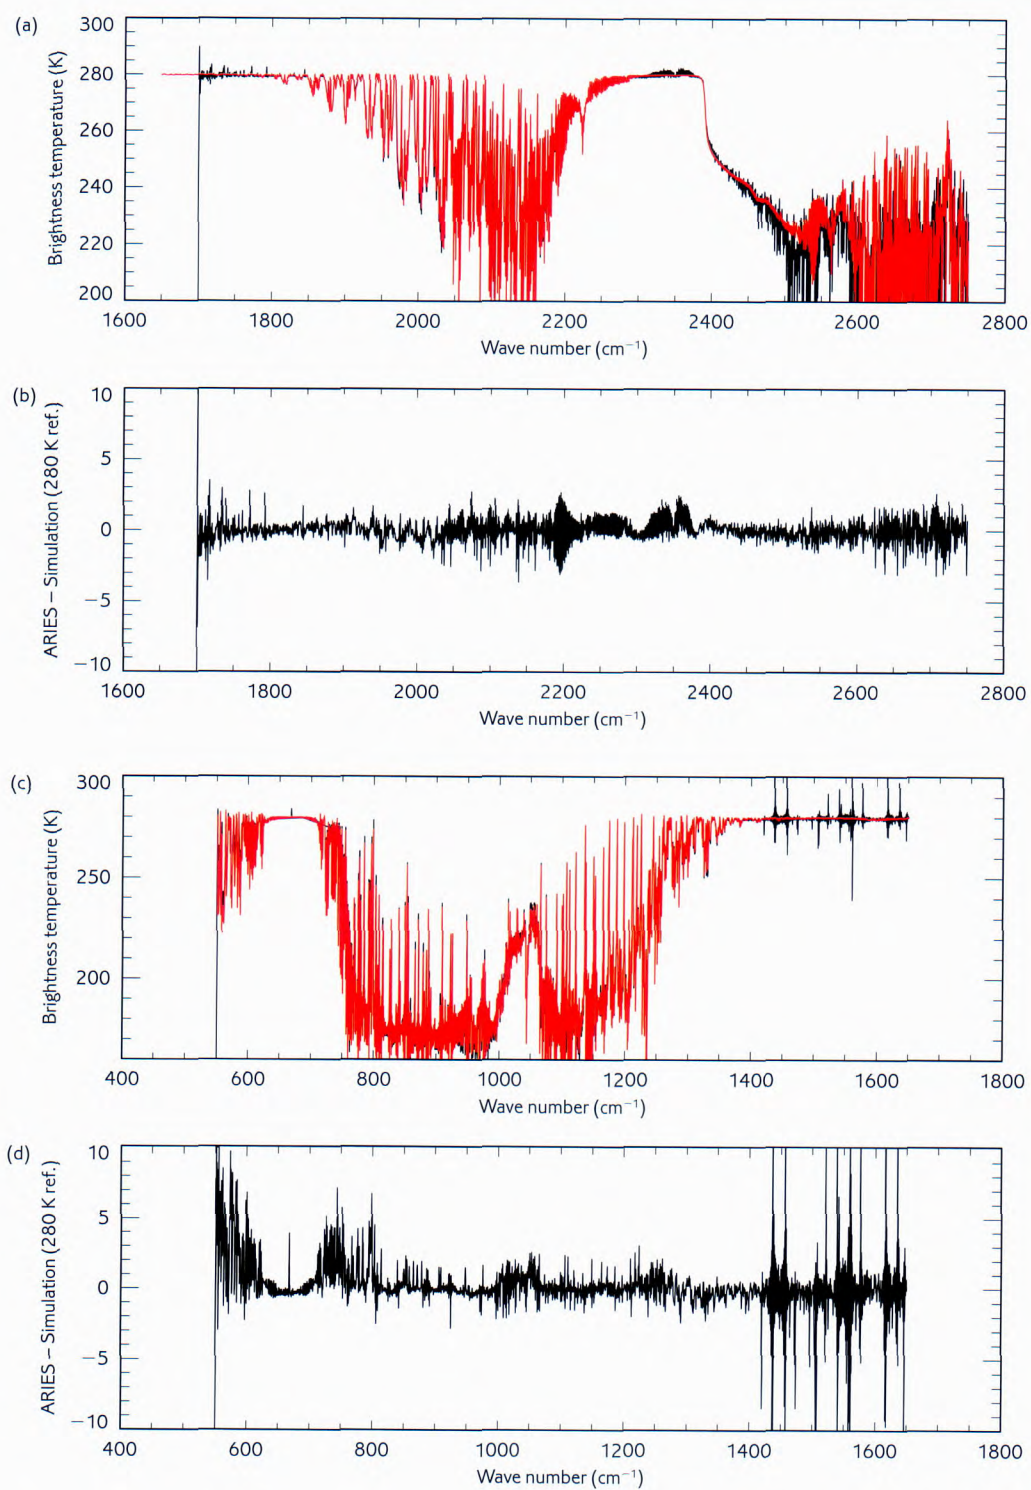 (a)
300
280
260
240
220
200
Brightness temperature (K)
1600 1800 2000 2200 2400 2600 2800
Wave number (cm⁻¹)
(b)
10
5
0
−5
−10
ARIES – Simulation (280 K ref.)
1600 1800 2000 2200 2400 2600 2800
Wave number (cm⁻¹)
(c)
300
250
200
Brightness temperature (K)
400 600 800 1000 1200 1400 1600 1800
Wave number (cm⁻¹)
(d)
10
5
0
−5
−10
ARIES – Simulation (280 K ref.)
400 600 800 1000 1200 1400 1600 1800
Wave number (cm⁻¹)